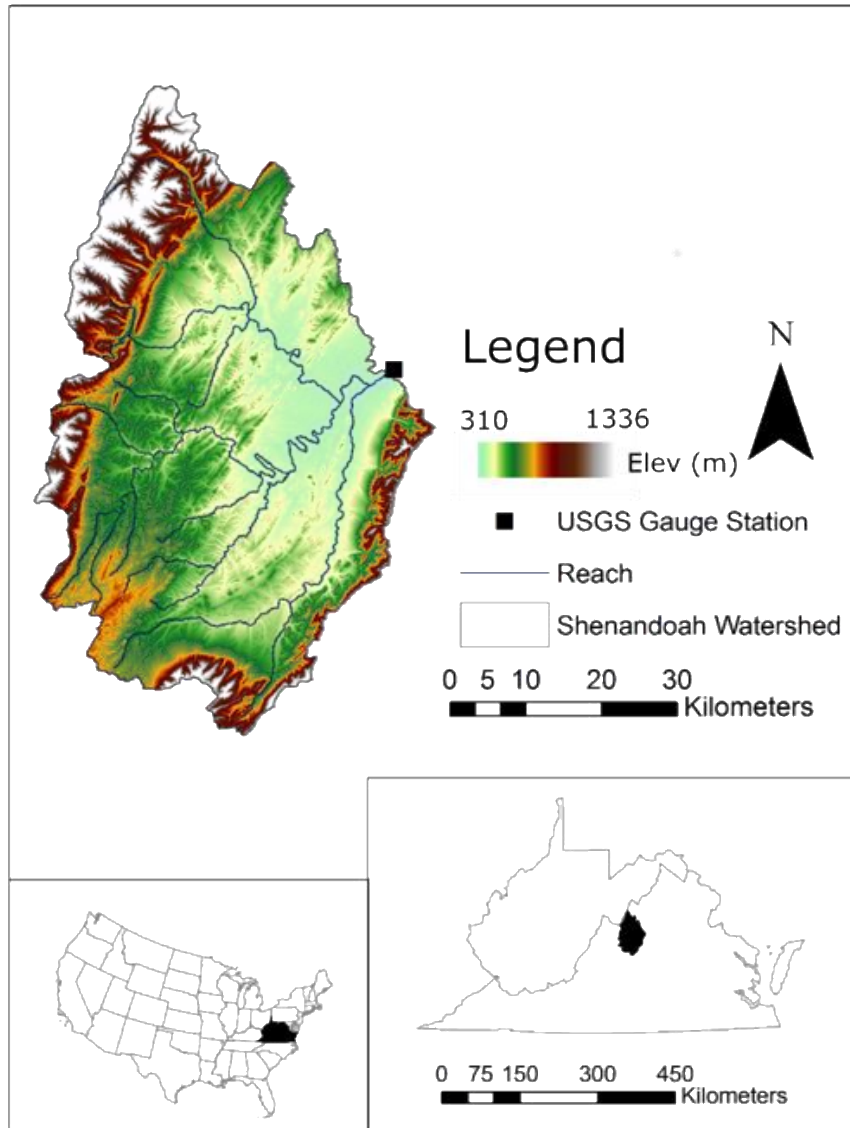 Legend
N
310 1336
Elev (m)
USGS Gauge Station
Reach
Shenandoah Watershed
0 5 10 20 30
Kilometers
0 75 150 300 450
Kilometers